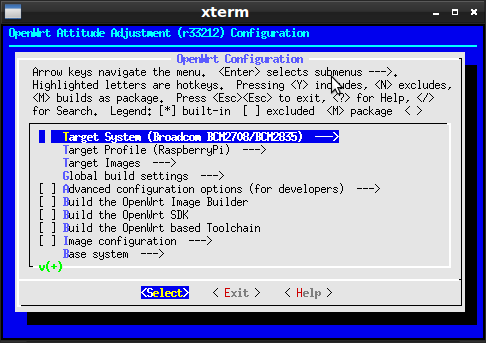 xterm
OpenWrt Attitude Adjustment (r33212) Configuration
OpenWrt Configuration
Arrow keys navigate the menu. <Enter> selects submenus --->.
Highlighted letters are hotkeys. Pressing <Y> includes, <N> excludes,
<M> builds as package. Press <Esc><Esc> to exit, <?> for Help, </>
for Search. Legend: [*] built-in [ ] excluded <M> package < >
Target System (Broadcom BCM2708/BCM2835) --->
Target Profile (RaspberryPi) --->
Target Images --->
Global build settings --->
[ ] Advanced configuration options (for developers) --->
[ ] Build the OpenWrt Image Builder
[ ] Build the OpenWrt SDK
[ ] Build the OpenWrt based Toolchain
[ ] Image configuration --->
Base system --->
v(+)
<Select> < Exit > < Help >